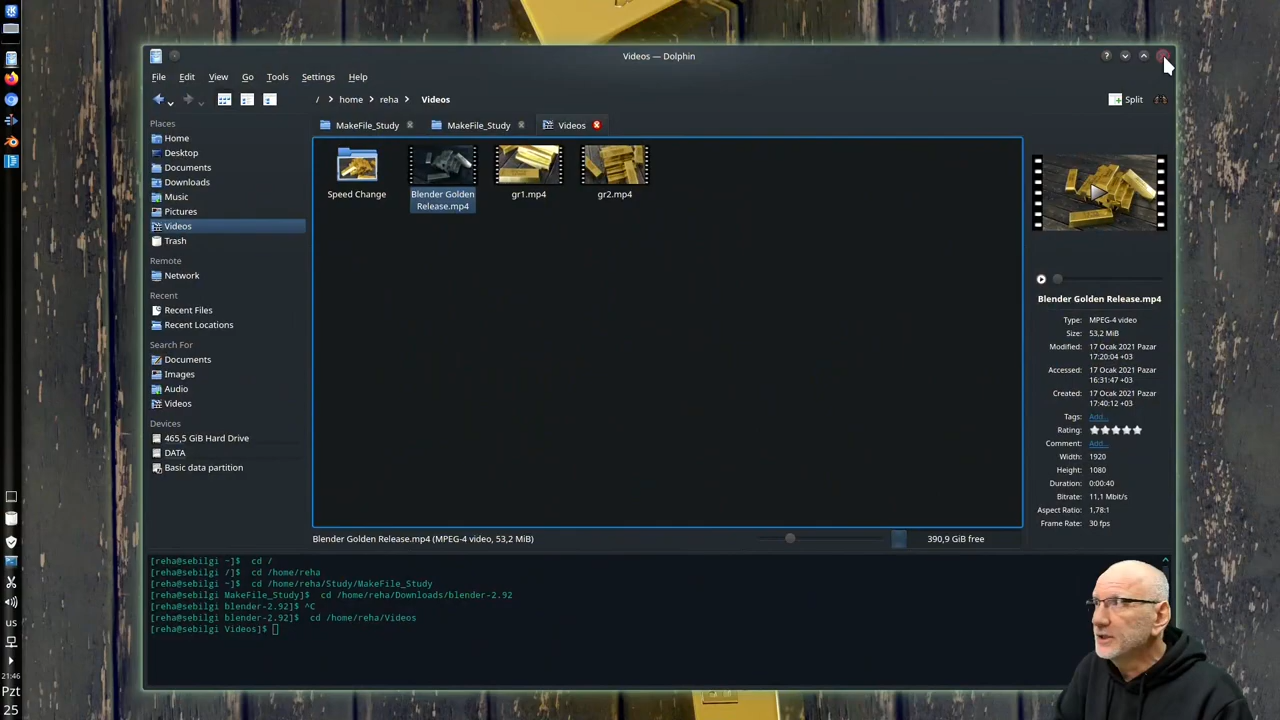 Videos — Dolphin
File Edit View Go Tools Settings Help
/ home reha Videos
Split
MakeFile_Study
MakeFile_Study
Videos
Places
Home
Desktop
Documents
Downloads
Music
Pictures
Videos
Trash
Remote
Network
Recent
Recent Files
Recent Locations
Search For
Documents
Images
Audio
Videos
Devices
465,5 GiB Hard Drive
DATA
Basic data partition
Speed Change
Blender Golden
Release.mp4
gr1.mp4
gr2.mp4
Blender Golden Release.mp4
Type: MPEG-4 video
Size: 53,2 MiB
Modified: 17 Ocak 2021 Pazar
17:20:04 +03
Accessed: 17 Ocak 2021 Pazar
16:31:47 +03
Created: 17 Ocak 2021 Pazar
17:40:12 +03
Tags: Add...
Rating:
Comment: Add...
Width: 1920
Height: 1080
Duration: 0:00:40
Bitrate: 11,1 Mbit/s
Aspect Ratio: 1,78:1
Frame Rate: 30 fps
Blender Golden Release.mp4 (MPEG-4 video, 53,2 MiB)
390,9 GiB free
[reha@sebilgi ~]$ cd /
[reha@sebilgi /]$ cd /home/reha
[reha@sebilgi ~]$ cd /home/reha/Study/MakeFile_Study
[reha@sebilgi MakeFile_Study]$ cd /home/reha/Downloads/blender-2.92
[reha@sebilgi blender-2.92]$ ^C
[reha@sebilgi blender-2.92]$ cd /home/reha/Videos
[reha@sebilgi Videos]$
us
21:46
Pzt
25